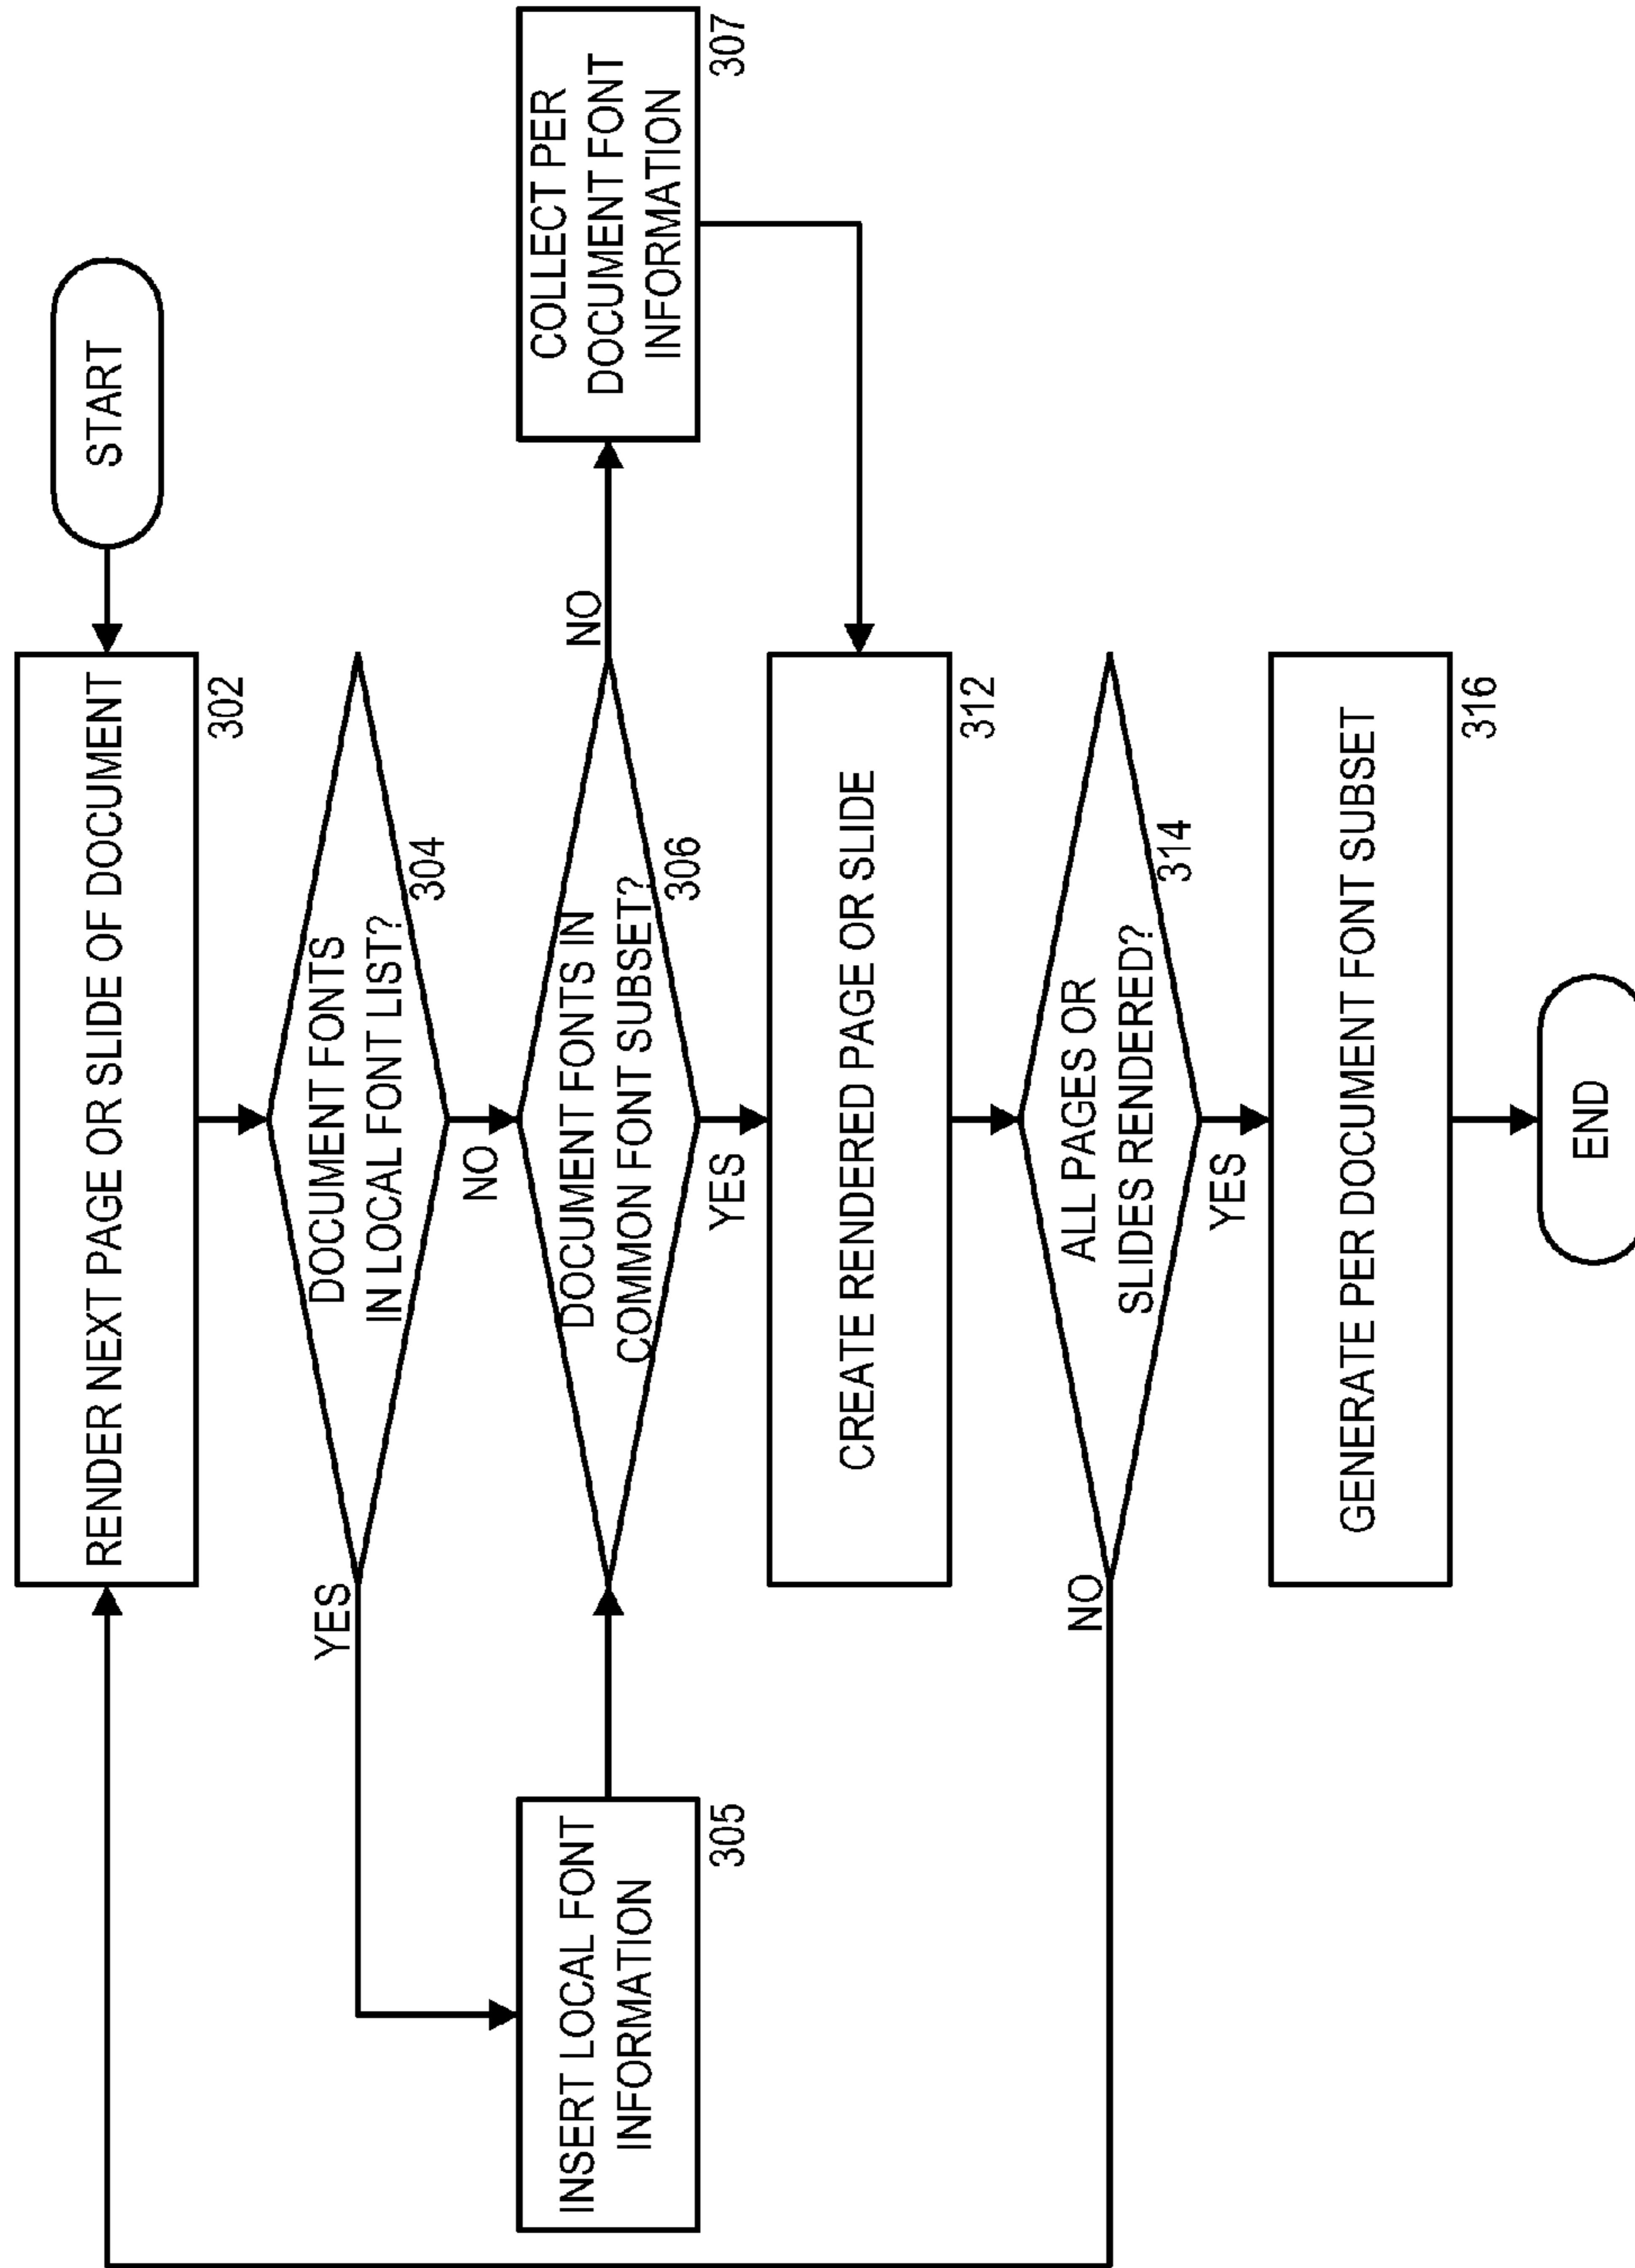 START
RENDER NEXT PAGE OR SLIDE OF DOCUMENT
302
DOCUMENT FONTS
IN LOCAL FONT LIST?
304
YES
NO
INSERT LOCAL FONT
INFORMATION
305
DOCUMENT FONTS IN
COMMON FONT SUBSET?
306
NO
YES
COLLECT PER
DOCUMENT FONT
INFORMATION
307
CREATE RENDERED PAGE OR SLIDE
312
ALL PAGES OR
SLIDES RENDERED?
314
NO
YES
GENERATE PER DOCUMENT FONT SUBSET
316
END